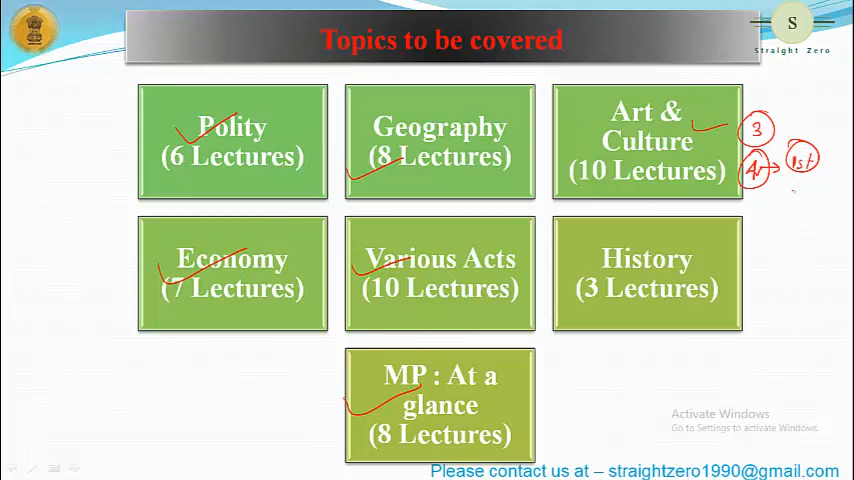 Topics to be covered
S
Straight Zero
Polity
(6 Lectures)
Geography
(8 Lectures)
Art &
Culture
(10 Lectures)
3
1st
Economy
(7 Lectures)
Various Acts
(10 Lectures)
History
(3 Lectures)
MP : At a
glance
(8 Lectures)
Activate Windows
Go to Settings to activate Windows.
Please contact us at – straightzero1990@gmail.com